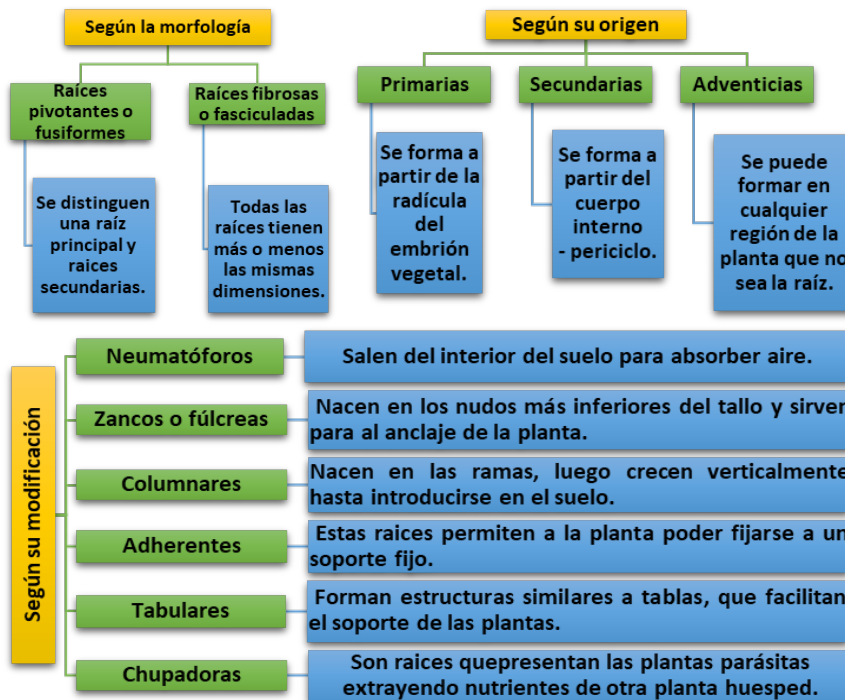 Según la morfología
Raíces
pivotantes o
fusiformes
Raíces fibrosas
o fasciculadas
Se distinguen
una raíz
principal y
raices
secundarias.
Todas las
raíces tienen
más o menos
las mismas
dimensiones.
Según su origen
Primarias
Secundarias
Adventicias
Se forma a
partir de la
radícula
del
embrión
vegetal.
Se forma a
partir del
cuerpo
interno
- periciclo.
Se puede
formar en
cualquier
región de la
planta que no
sea la raíz.
Según su modificación
Neumatóforos
Salen del interior del suelo para absorber aire.
Zancos o fúlcreas
Nacen en los nudos más inferiores del tallo y sirven
para al anclaje de la planta.
Columnares
Nacen en las ramas, luego crecen verticalmente
hasta introducirse en el suelo.
Adherentes
Estas raices permiten a la planta poder fijarse a un
soporte fijo.
Tabulares
Forman estructuras similares a tablas, que facilitan
el soporte de las plantas.
Chupadoras
Son raices quepresentan las plantas parásitas
extrayendo nutrientes de otra planta huesped.